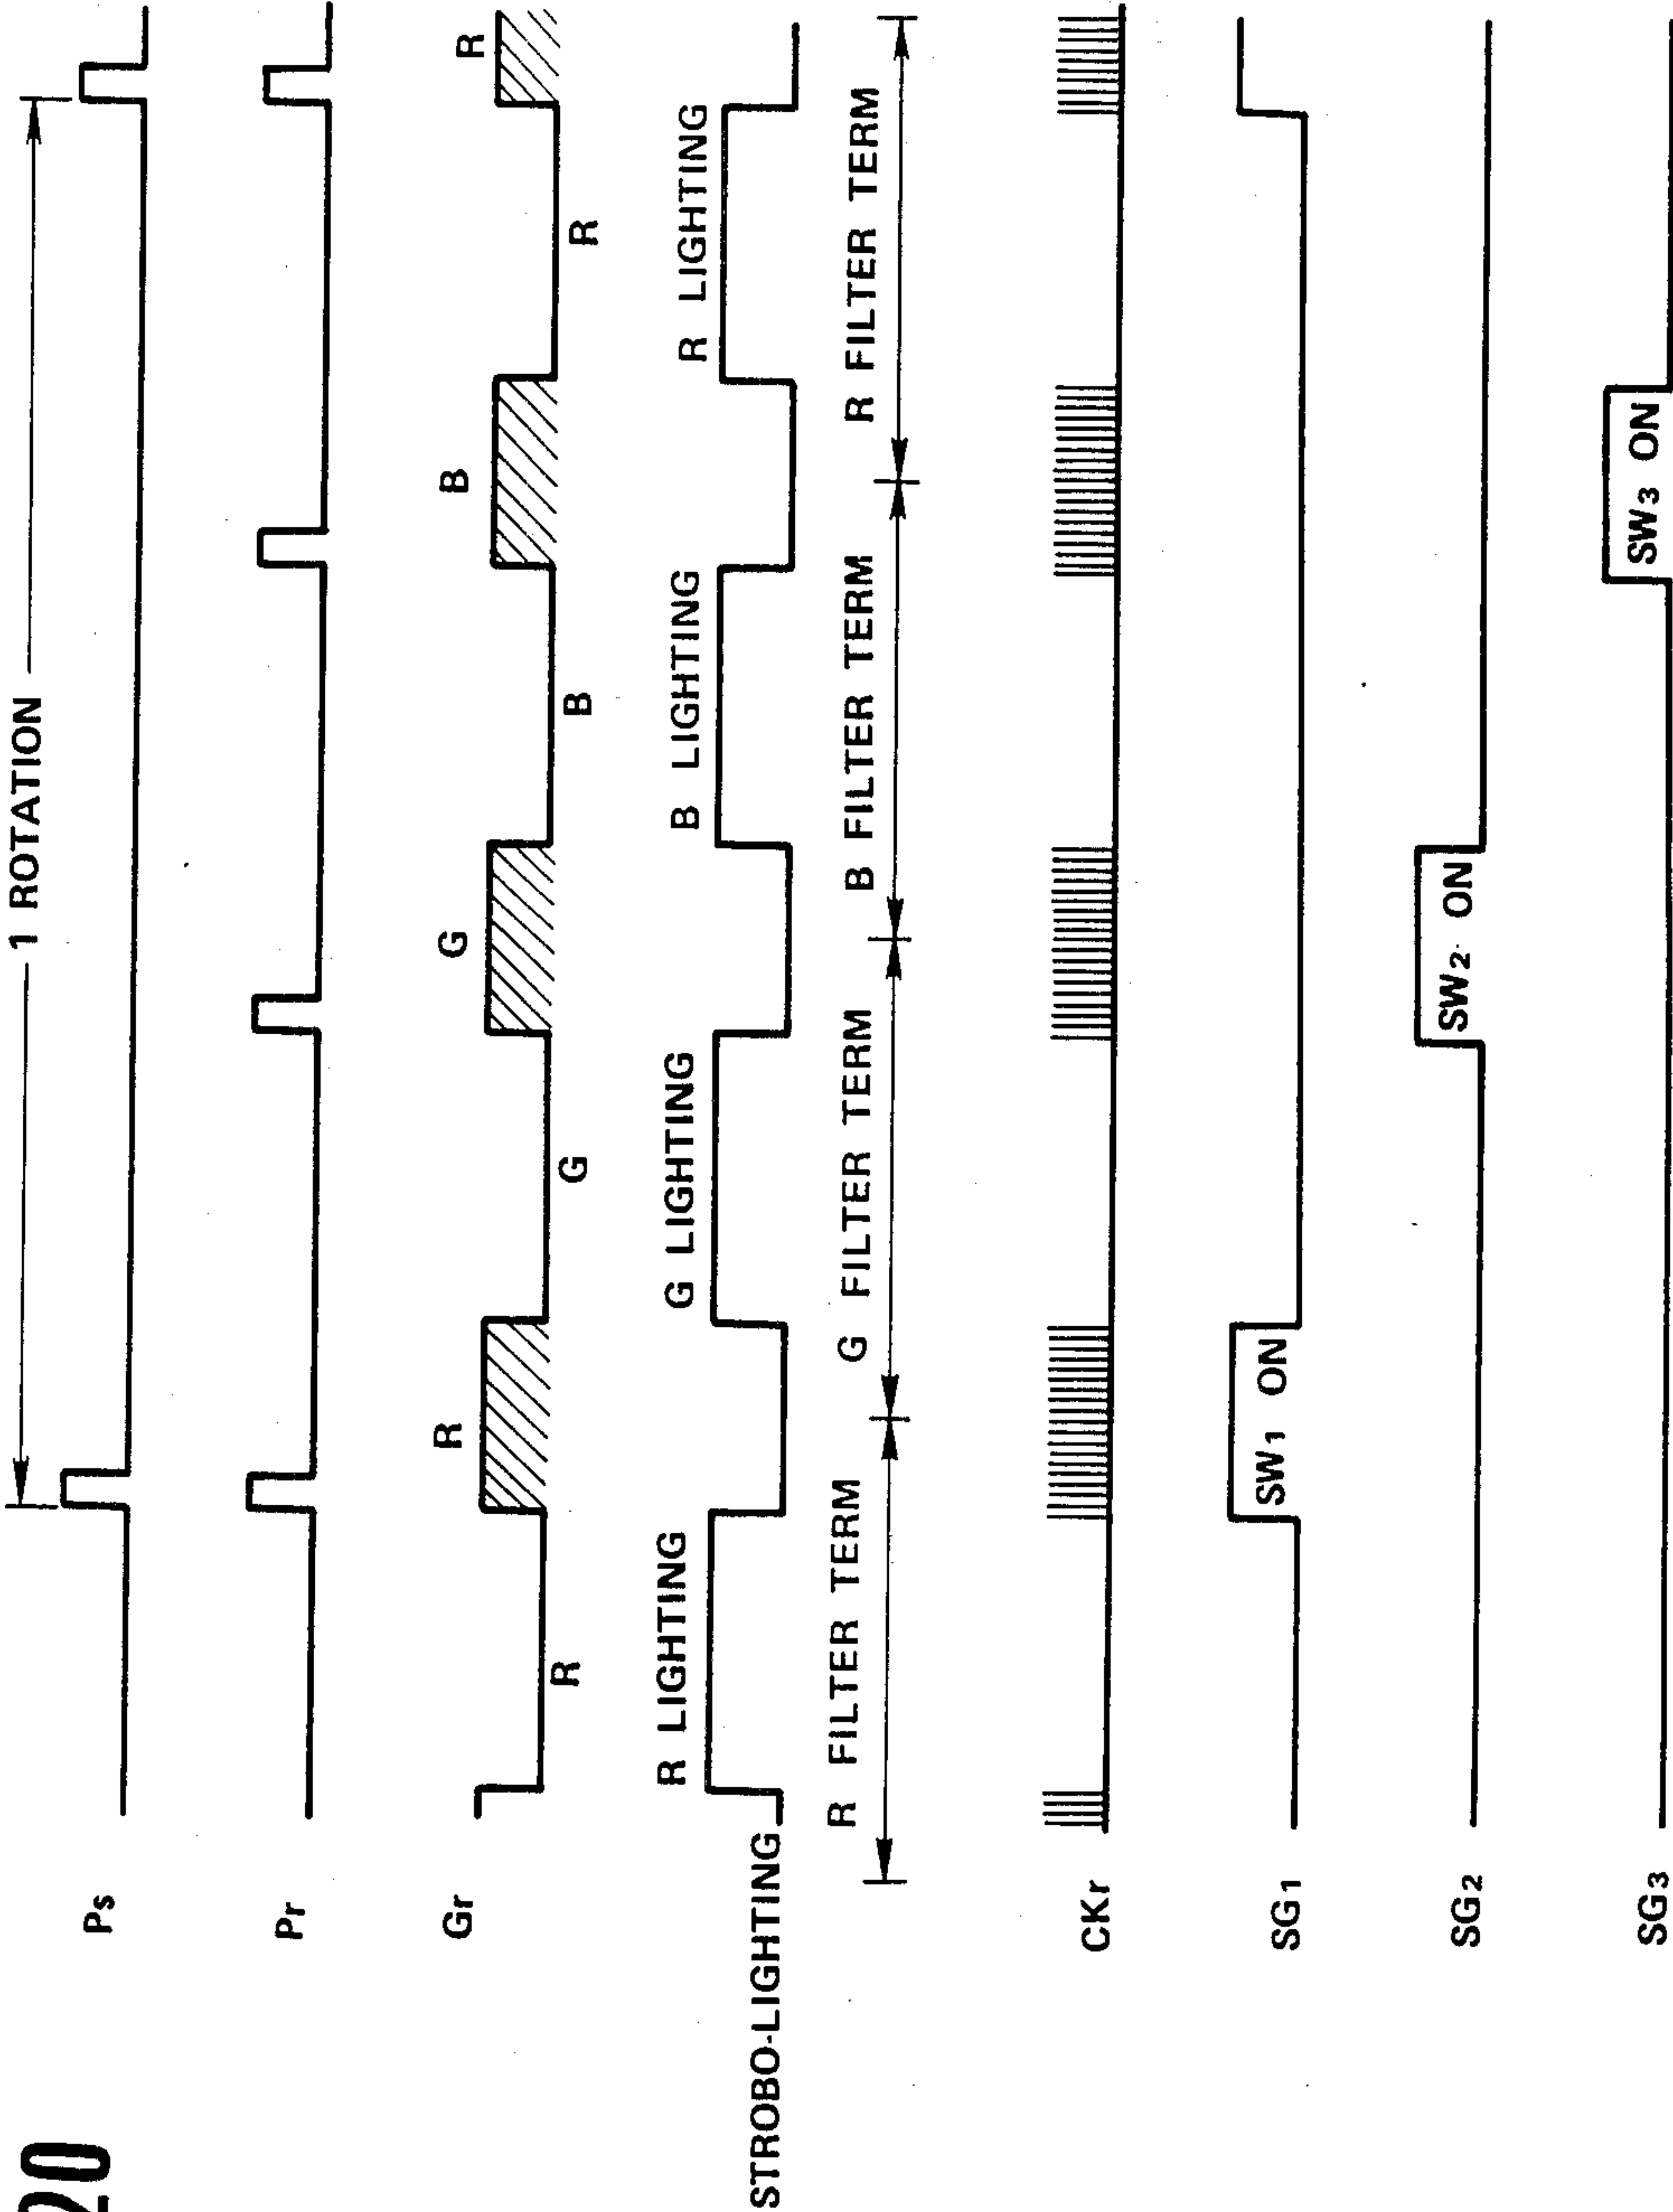 20
1 ROTATION
Ps
Pr
Gr
R
G
B
R
R
G
B
R
STROBO-LIGHTING
R LIGHTING
G LIGHTING
B LIGHTING
R LIGHTING
R FILTER TERM
G FILTER TERM
B FILTER TERM
R FILTER TERM
CKr
SG1
SW1 ON
SG2
SW2 ON
SG3
SW3 ON